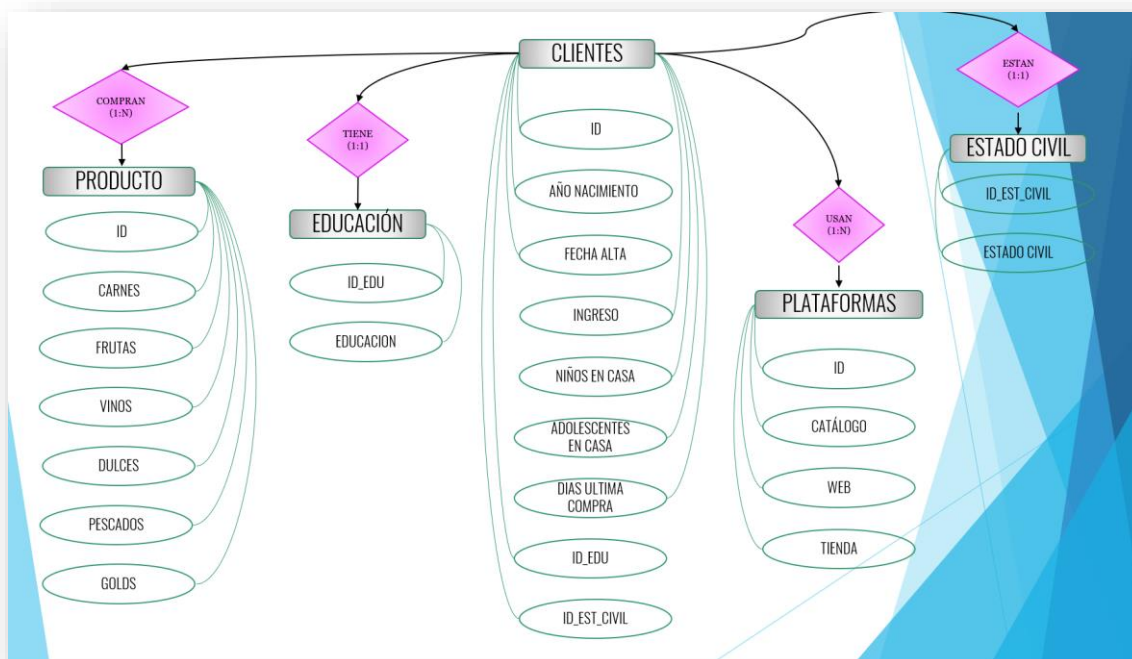 CLIENTES
COMPRAN
(1:N)
PRODUCTO
ID
CARNES
FRUTAS
VINOS
DULCES
PESCADOS
GOLDS
TIENE
(1:1)
EDUCACIÓN
ID_EDU
EDUCACION
ID
AÑO NACIMIENTO
FECHA ALTA
INGRESO
NIÑOS EN CASA
ADOLESCENTES
EN CASA
DIAS ULTIMA
COMPRA
ID_EDU
ID_EST_CIVIL
USAN
(1:N)
PLATAFORMAS
ID
CATÁLOGO
WEB
TIENDA
ESTAN
(1:1)
ESTADO CIVIL
ID_EST_CIVIL
ESTADO CIVIL